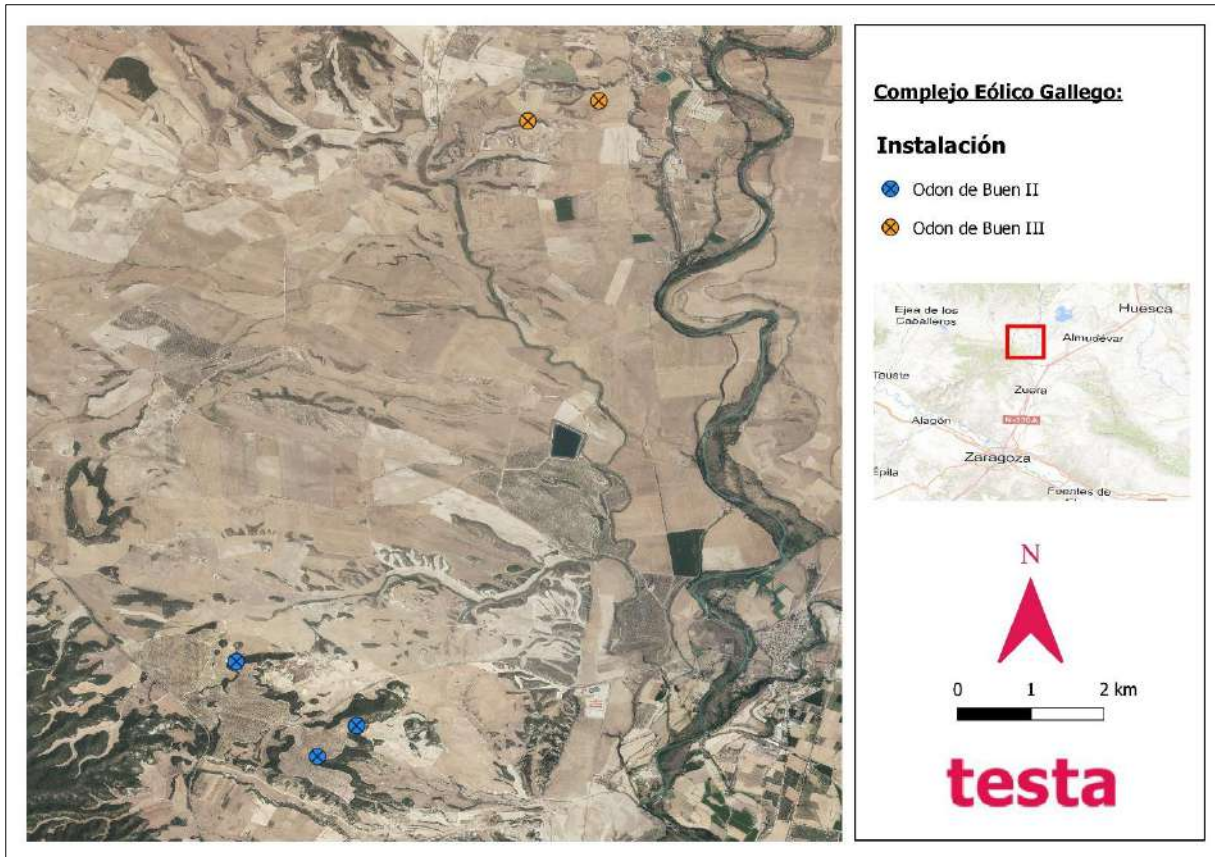 Complejo Eólico Gallego:
Instalación
Odon de Buen II
Odon de Buen III
Ejea de los
Caballeros
Huesca
Almudévar
Tauste
Zuera
Alagón
N-330A
Zaragoza
Épila
Fuentes de
N
0 1 2 km
testa